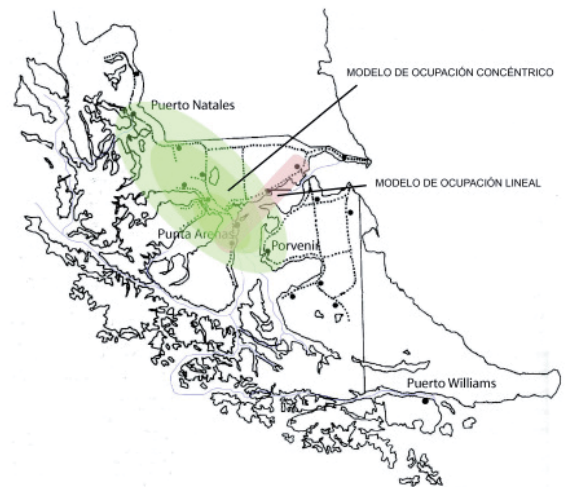 MODELO DE OCUPACIÓN CONCÉNTRICO
Puerto Natales
MODELO DE OCUPACIÓN LINEAL
Punta Arenas
Porvenir
Puerto Williams